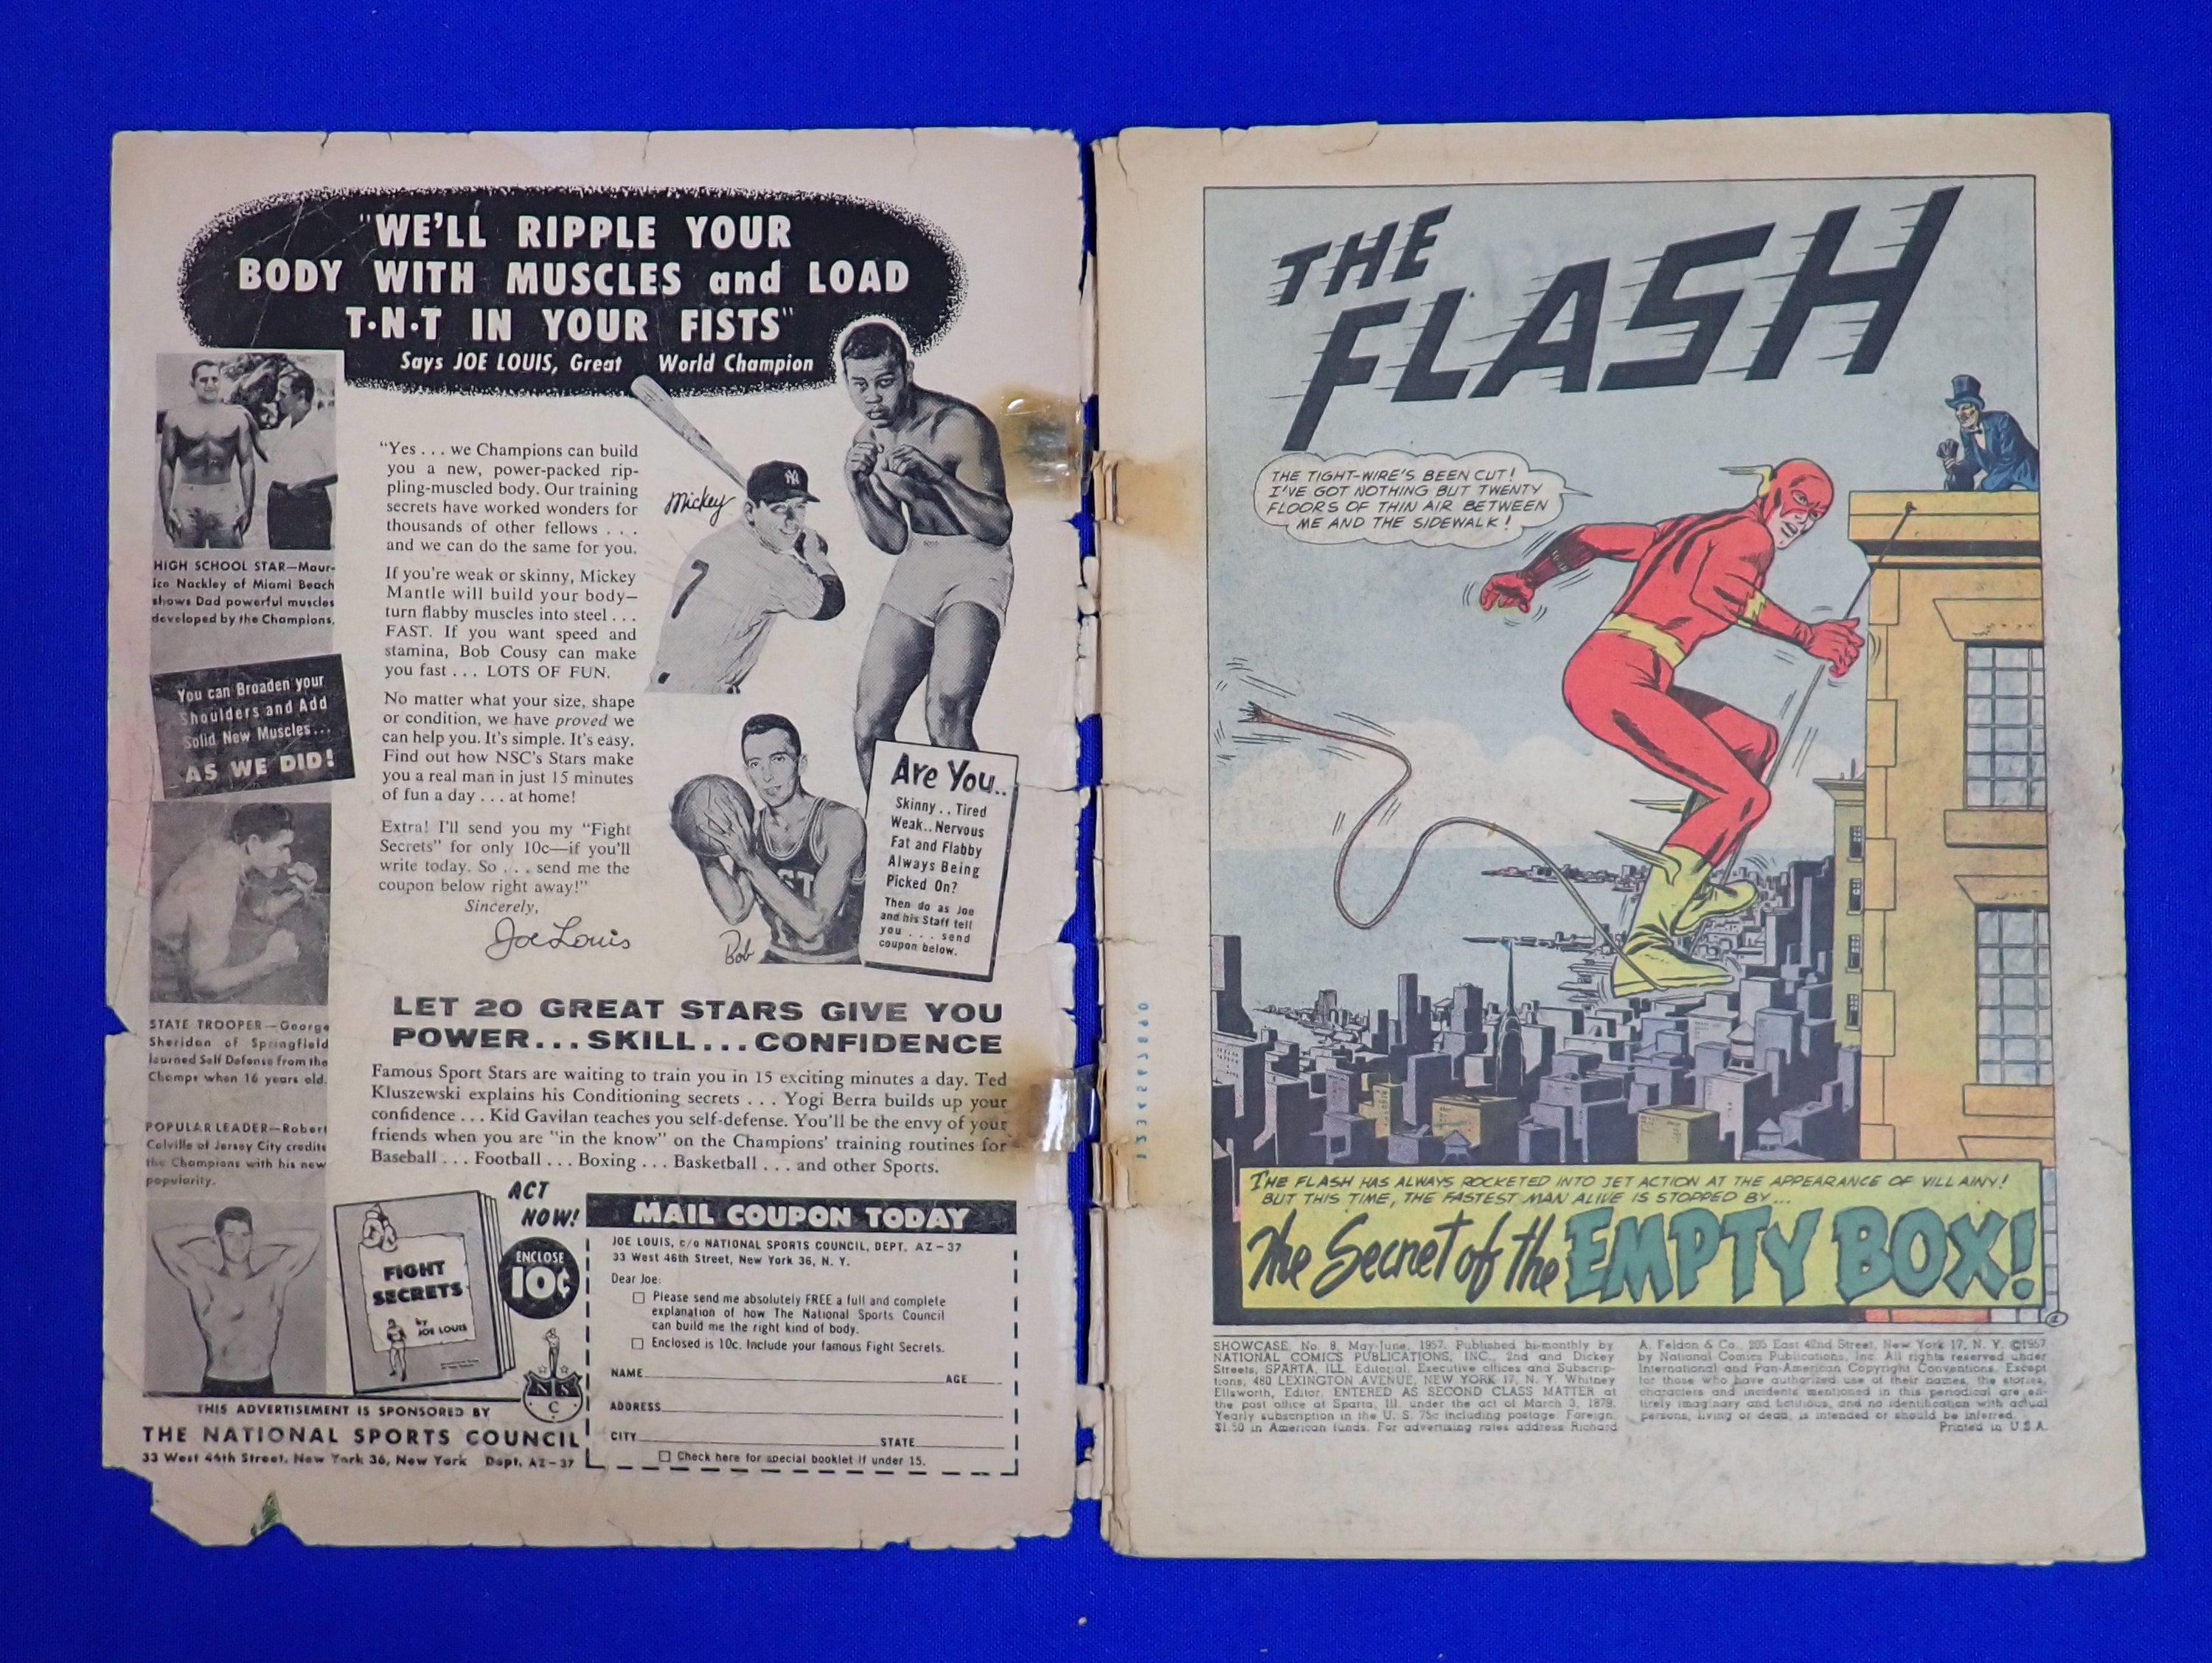 "WE'LL RIPPLE YOUR
BODY WITH MUSCLES and LOAD
T·N·T IN YOUR FISTS"
Says JOE LOUIS, Great World Champion
HIGH SCHOOL STAR—Maur-
ice Nackley of Miami Beach
shows Dad powerful muscles
developed by the Champions.
You can Broaden your
Shoulders and Add
Solid New Muscles...
AS WE DID!
STATE TROOPER—George
Sheridan of Springfield
learned Self Defense from the
Champs when 16 years old.
POPULAR LEADER—Robert
Colville of Jersey City credits
the Champions with his new
popularity.
"Yes . . . we Champions can build
you a new, power-packed rip-
pling-muscled body. Our training
secrets have worked wonders for
thousands of other fellows . . .
and we can do the same for you.
If you're weak or skinny, Mickey
Mantle will build your body—
turn flabby muscles into steel . . .
FAST. If you want speed and
stamina, Bob Cousy can make
you fast . . . LOTS OF FUN.
No matter what your size, shape
or condition, we have proved we
can help you. It's simple. It's easy.
Find out how NSC's Stars make
you a real man in just 15 minutes
of fun a day . . . at home!
Extra! I'll send you my "Fight
Secrets" for only 10c—if you'll
write today. So . . . send me the
coupon below right away!"
Sincerely,
Joe Louis
Mickey
NY
7
Bob
Are You..
Skinny . . Tired
Weak . . Nervous
Fat and Flabby
Always Being
Picked On?
Then do as Joe
and his Staff tell
you . . . send
coupon below.
LET 20 GREAT STARS GIVE YOU
POWER...SKILL...CONFIDENCE
Famous Sport Stars are waiting to train you in 15 exciting minutes a day. Ted
Kluszewski explains his Conditioning secrets . . . Yogi Berra builds up your
confidence . . . Kid Gavilan teaches you self-defense. You'll be the envy of your
friends when you are "in the know" on the Champions' training routines for
Baseball . . . Football . . . Boxing . . . Basketball . . . and other Sports.
ACT
NOW!
FIGHT
SECRETS
by
JOE LOUIS
ENCLOSE
10¢
NSC
THIS ADVERTISEMENT IS SPONSORED BY
THE NATIONAL SPORTS COUNCIL
33 West 46th Street, New York 36, New York Dept. AZ-37
MAIL COUPON TODAY
JOE LOUIS, c/o NATIONAL SPORTS COUNCIL, DEPT. AZ-37
33 West 46th Street, New York 36, N. Y.
Dear Joe:
Please send me absolutely FREE a full and complete
explanation of how The National Sports Council
can build me the right kind of body.
Enclosed is 10c. Include your famous Fight Secrets.
NAME AGE
ADDRESS
CITY STATE
Check here for special booklet if under 15.
THE
FLASH
THE TIGHT-WIRE'S BEEN CUT!
I'VE GOT NOTHING BUT TWENTY
FLOORS OF THIN AIR BETWEEN
ME AND THE SIDEWALK!
THE FLASH HAS ALWAYS ROCKETED INTO JET ACTION AT THE APPEARANCE OF VILLAINY!
BUT THIS TIME, THE FASTEST MAN ALIVE IS STOPPED BY...
The Secret of the EMPTY BOX!
1
SHOWCASE, No. 8, May-June, 1957. Published bi-monthly by
NATIONAL COMICS PUBLICATIONS, INC., 2nd and Dickey
Streets, SPARTA, ILL. Editorial, Executive offices and Subscrip-
tions, 480 LEXINGTON AVENUE, NEW YORK 17, N. Y. Whitney
Ellsworth, Editor. ENTERED AS SECOND CLASS MATTER at
the post office at Sparta, Ill. under the act of March 3, 1879.
Yearly subscription in the U. S. 75c including postage. Foreign,
$1.50 in American funds. For advertising rates address Richard
A. Feldon & Co., 205 East 42nd Street, New York 17, N. Y. ©1957
by National Comics Publications, Inc. All rights reserved under
International and Pan-American Copyright Conventions. Except
for those who have authorized use of their names, the stories,
characters and incidents mentioned in this periodical are en-
tirely imaginary and fictitious, and no identification with actual
persons, living or dead, is intended or should be inferred.
Printed in U.S.A.